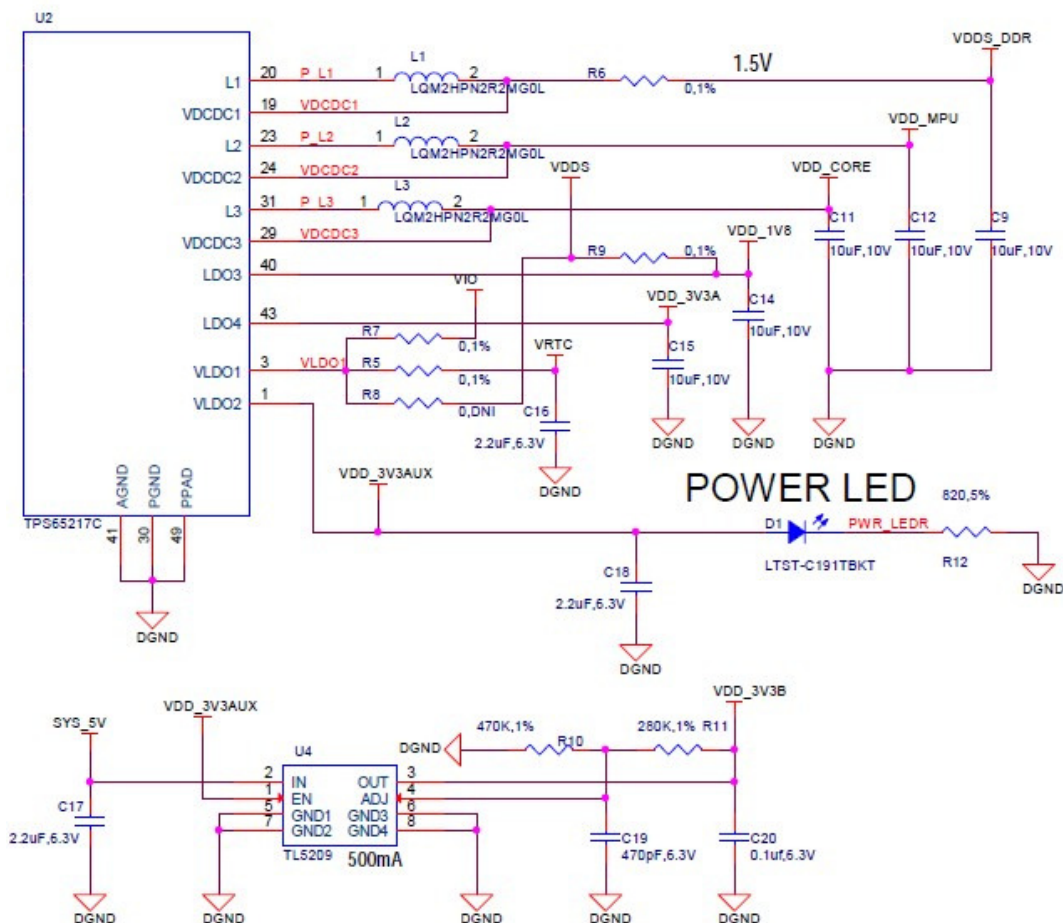 U2
L1
VDCDC1
L2
VDCDC2
L3
VDCDC3
LDO3
LDO4
VLDO1
VLDO2
AGND
PGND
PPAD
TPS65217C
20
19
23
24
31
29
40
43
3
1
41
30
49
DGND
P_L1
VDCDC1
P_L2
VDCDC2
P_L3
VDCDC3
VLDO1
L1
1 2
LQM2HPN2R2MG0L
L2
1 2
LQM2HPN2R2MG0L
L3
1 2
LQM2HPN2R2MG0L
R6
0,1%
1.5V
VDDS_DDR
VDD_MPU
VDD_CORE
VDDS
R9
0,1%
VDD_1V8
VIO
VDD_3V3A
R7
0,1%
R5
0,1%
R8
0,DNI
VRTC
C16
2.2uF,6.3V
DGND
C15
10uF,10V
DGND
C14
10uF,10V
DGND
C11
10uF,10V
C12
10uF,10V
C9
10uF,10V
DGND
VDD_3V3AUX
POWER LED
D1
LTST-C191TBKT
PWR_LEDR
820,5%
R12
DGND
C18
2.2uF,6.3V
DGND
SYS_5V
C17
2.2uF,6.3V
DGND
VDD_3V3AUX
U4
2 IN OUT 3
1 EN ADJ 4
5 GND1 GND3 6
7 GND2 GND4 8
TL5209
500mA
DGND
DGND
DGND
470K,1%
R10
280K,1% R11
VDD_3V3B
C19
470pF,6.3V
DGND
C20
0.1uf,6.3V
DGND